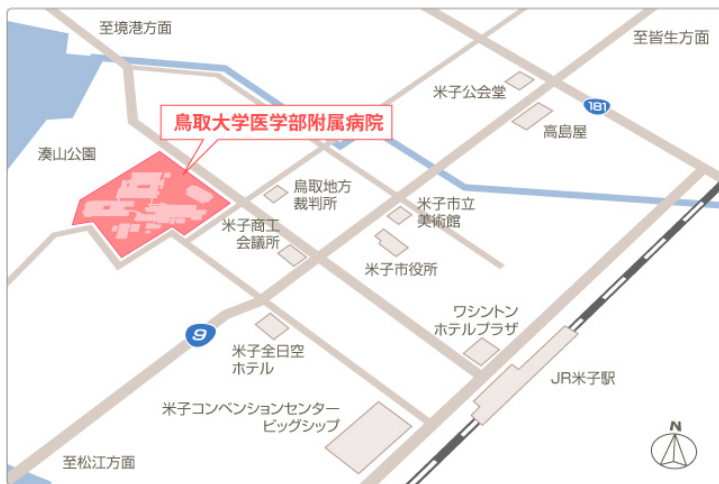 至境港方面
至皆生方面
米子公会堂
181
高島屋
鳥取大学医学部附属病院
湊山公園
鳥取地方
裁判所
米子市立
美術館
米子商工
会議所
米子市役所
ワシントン
ホテルプラザ
9
米子全日空
ホテル
JR米子駅
米子コンベンションセンター
ビッグシップ
N
至松江方面